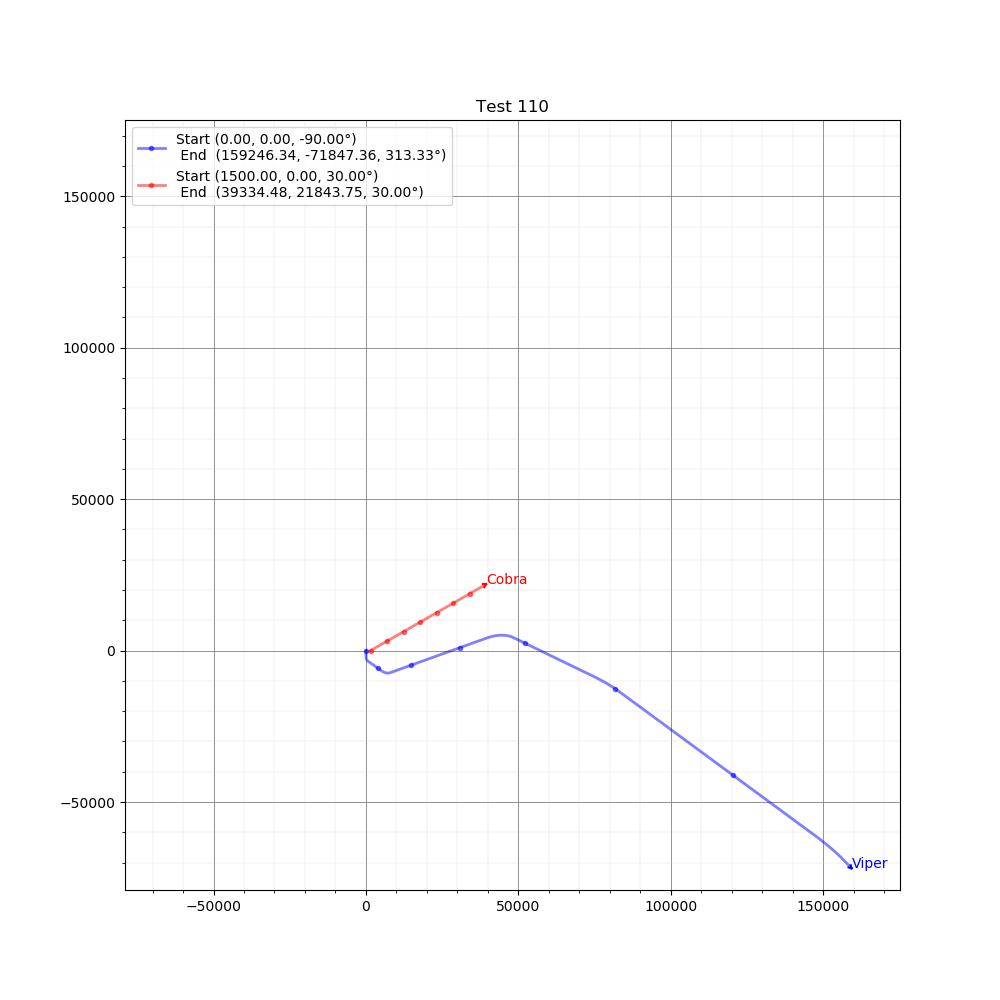 Test 110
Start (0.00, 0.00, -90.00°)
End (159246.34, -71847.36, 313.33°)
Start (1500.00, 0.00, 30.00°)
End (39334.48, 21843.75, 30.00°)
150000
100000
50000
0
−50000
Cobra
Viper
−50000
0
50000
100000
150000